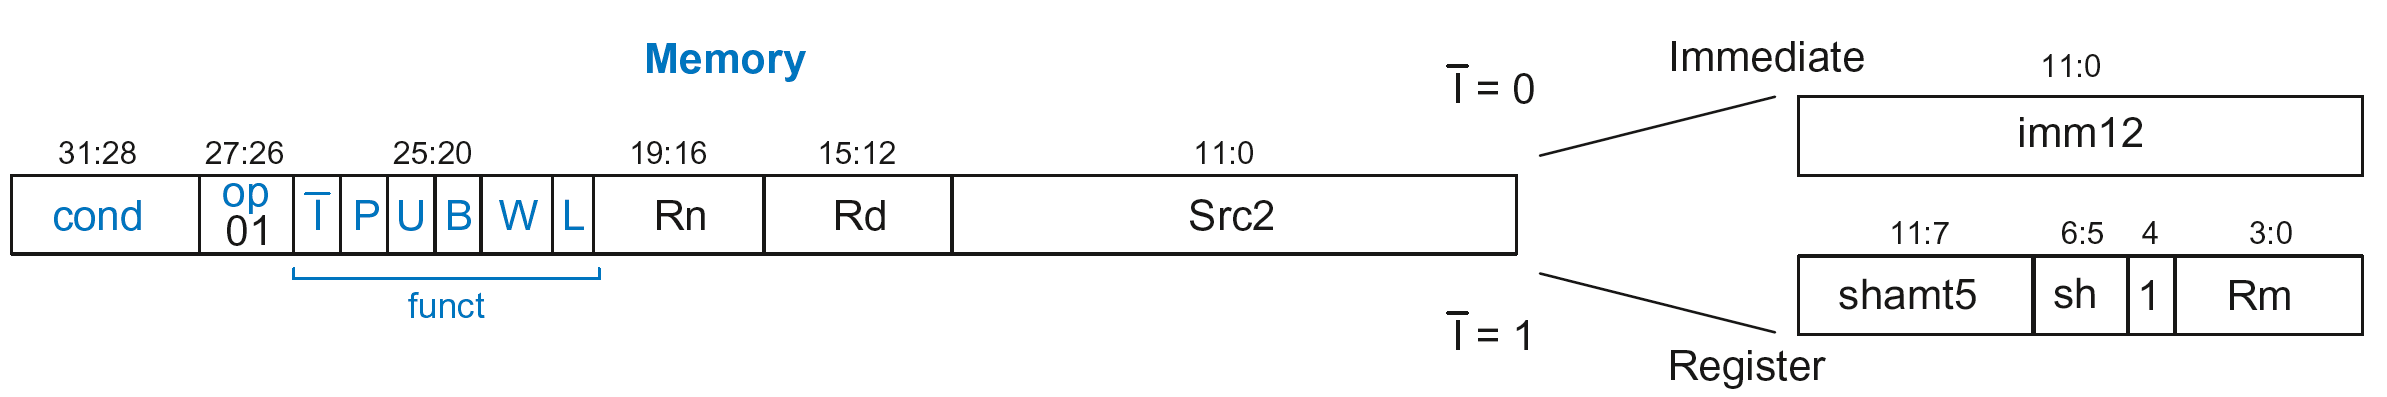 Memory
Ī = 0
Immediate
11:0
imm12
31:28 27:26 25:20 19:16 15:12 11:0
cond op 01 Ī P U B W L Rn Rd Src2
funct
11:7 6:5 4 3:0
shamt5 sh 1 Rm
Ī = 1
Register